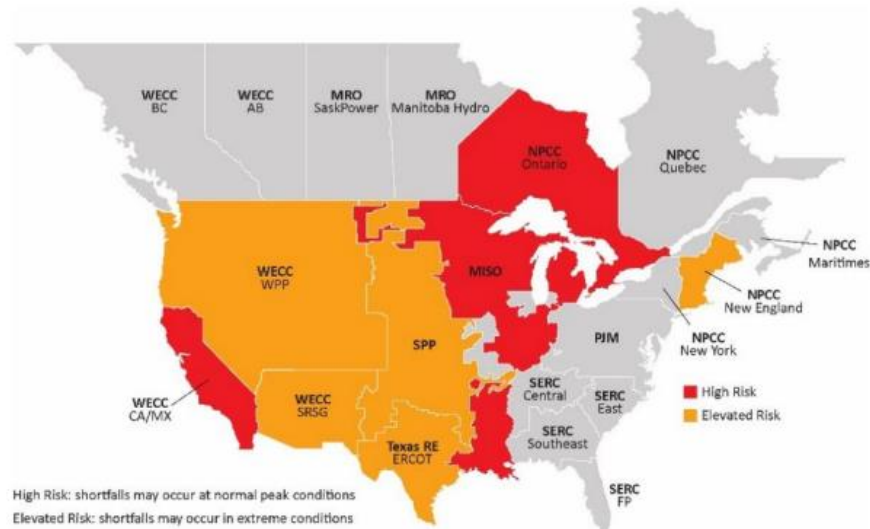 WECC
BC
WECC
AB
MRO
SaskPower
MRO
Manitoba Hydro
NPCC
Ontario
NPCC
Quebec
NPCC
Maritimes
WECC
WPP
MISO
NPCC
New England
SPP
PJM
NPCC
New York
WECC
CA/MX
WECC
SRSG
SERC
Central
SERC
East
High Risk
Elevated Risk
Texas RE
ERCOT
SERC
Southeast
SERC
FP
High Risk: shortfalls may occur at normal peak conditions
Elevated Risk: shortfalls may occur in extreme conditions